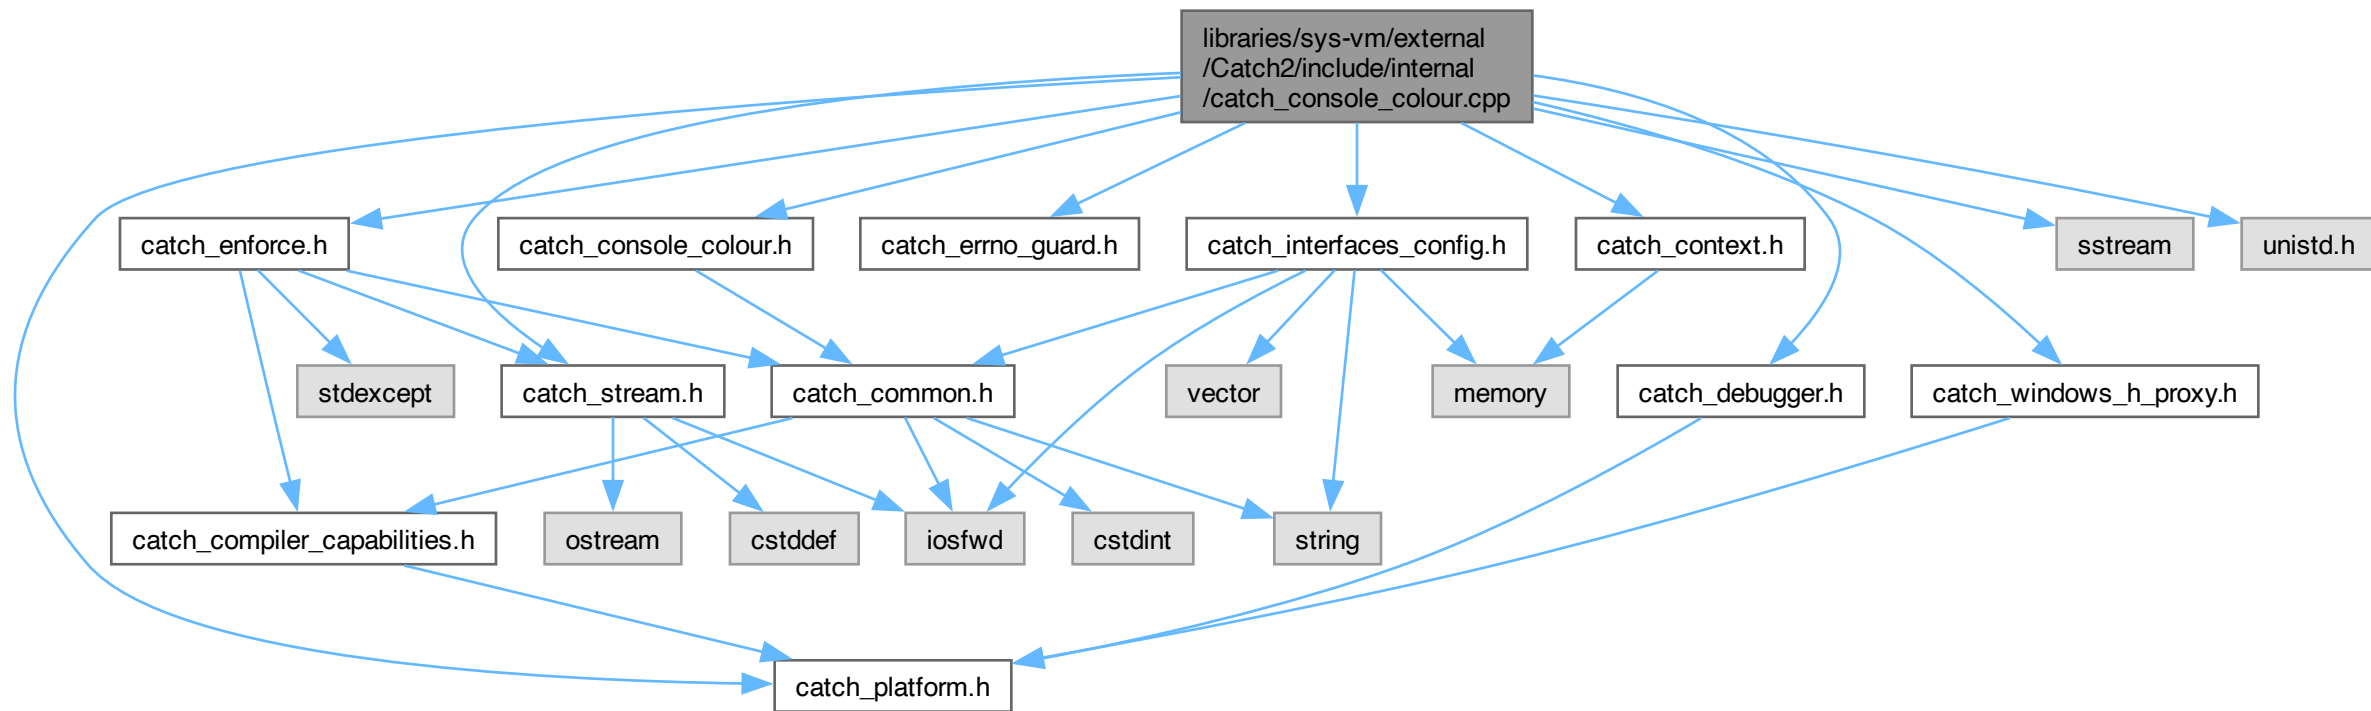 libraries/sys-vm/external
/Catch2/include/internal
/catch_console_colour.cpp
catch_enforce.h
catch_console_colour.h
catch_errno_guard.h
catch_interfaces_config.h
catch_context.h
sstream
unistd.h
stdexcept
catch_stream.h
catch_common.h
vector
memory
catch_debugger.h
catch_windows_h_proxy.h
catch_compiler_capabilities.h
ostream
cstddef
iosfwd
cstdint
string
catch_platform.h